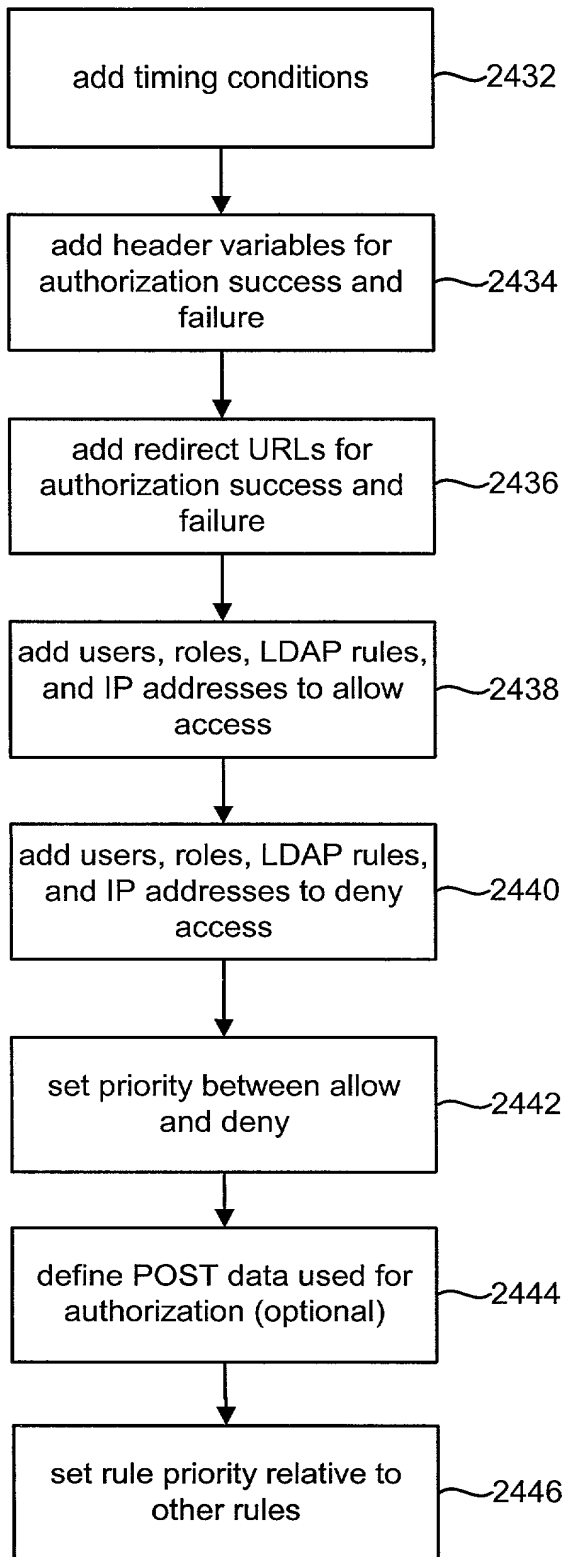 add timing conditions
2432
add header variables for
authorization success and
failure
2434
add redirect URLs for
authorization success and
failure
2436
add users, roles, LDAP rules,
and IP addresses to allow
access
2438
add users, roles, LDAP rules,
and IP addresses to deny
access
2440
set priority between allow
and deny
2442
define POST data used for
authorization (optional)
2444
set rule priority relative to
other rules
2446